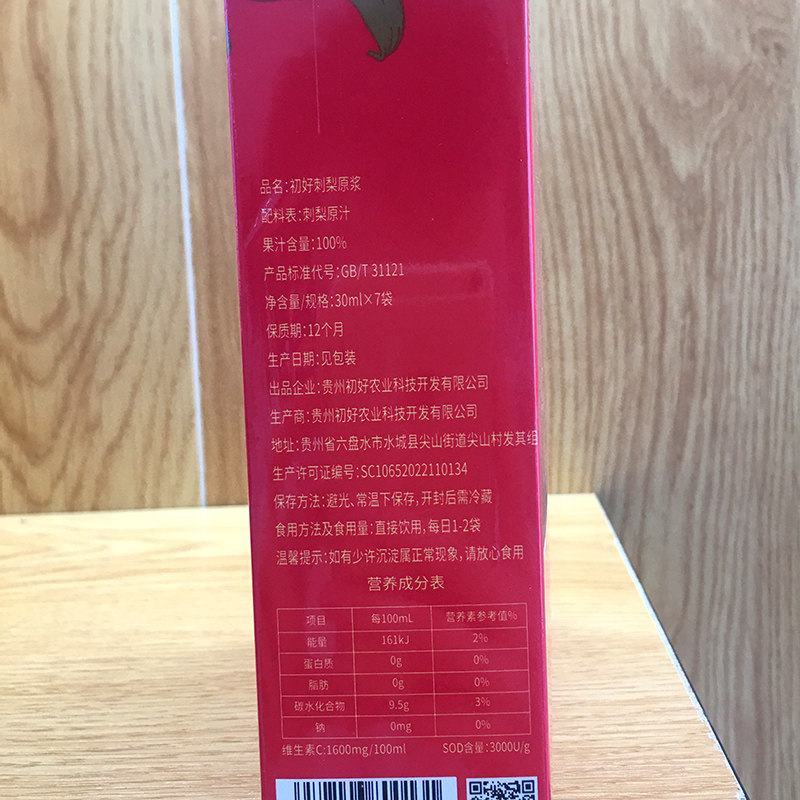 品名:初好刺梨原浆
配料表:刺梨原汁
果汁含量:100%
产品标准代号:GB/T 31121
净含量/规格:30ml×7袋
保质期:12个月
生产日期:见包装
出品企业:贵州初好农业科技开发有限公司
生产商:贵州初好农业科技开发有限公司
地址:贵州省六盘水市水城县尖山街道尖山村发其组
生产许可证编号:SC10652022110134
保存方法:避光、常温下保存,开封后需冷藏
食用方法及食用量:直接饮用,每日1-2袋
温馨提示:如有少许沉淀属正常现象,请放心食用
营养成分表
项目 每100mL 营养素参考值%
能量 161kJ 2%
蛋白质 0g 0%
脂肪 0g 0%
碳水化合物 9.5g 3%
钠 0mg 0%
维生素C:1600mg/100ml SOD含量:3000U/g